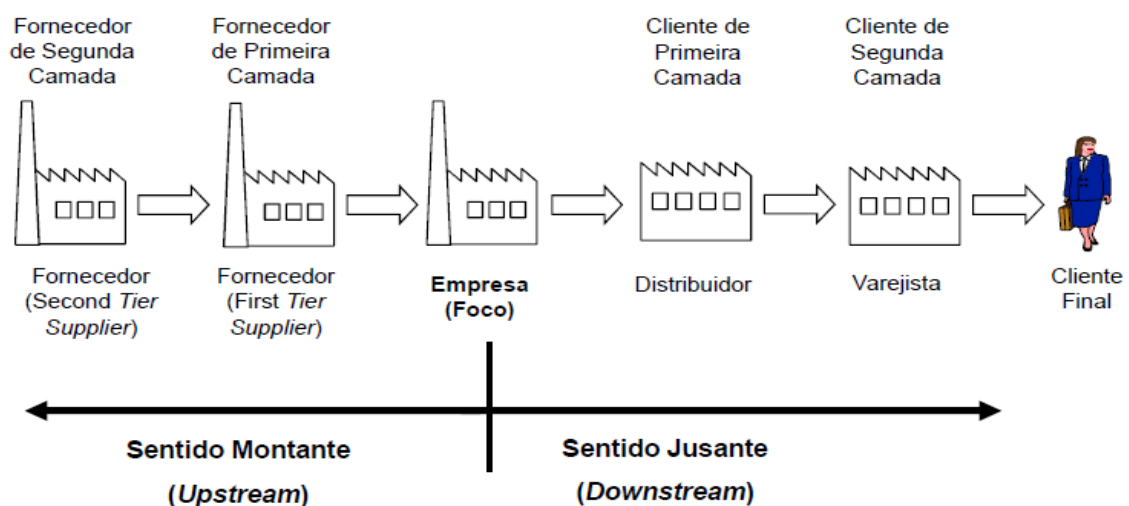 Fornecedor
de Segunda
Camada
Fornecedor
de Primeira
Camada
Cliente de
Primeira
Camada
Cliente de
Segunda
Camada
Fornecedor
(Second Tier
Supplier)
Fornecedor
(First Tier
Supplier)
Empresa
(Foco)
Distribuidor
Varejista
Cliente
Final
Sentido Montante
(Upstream)
Sentido Jusante
(Downstream)